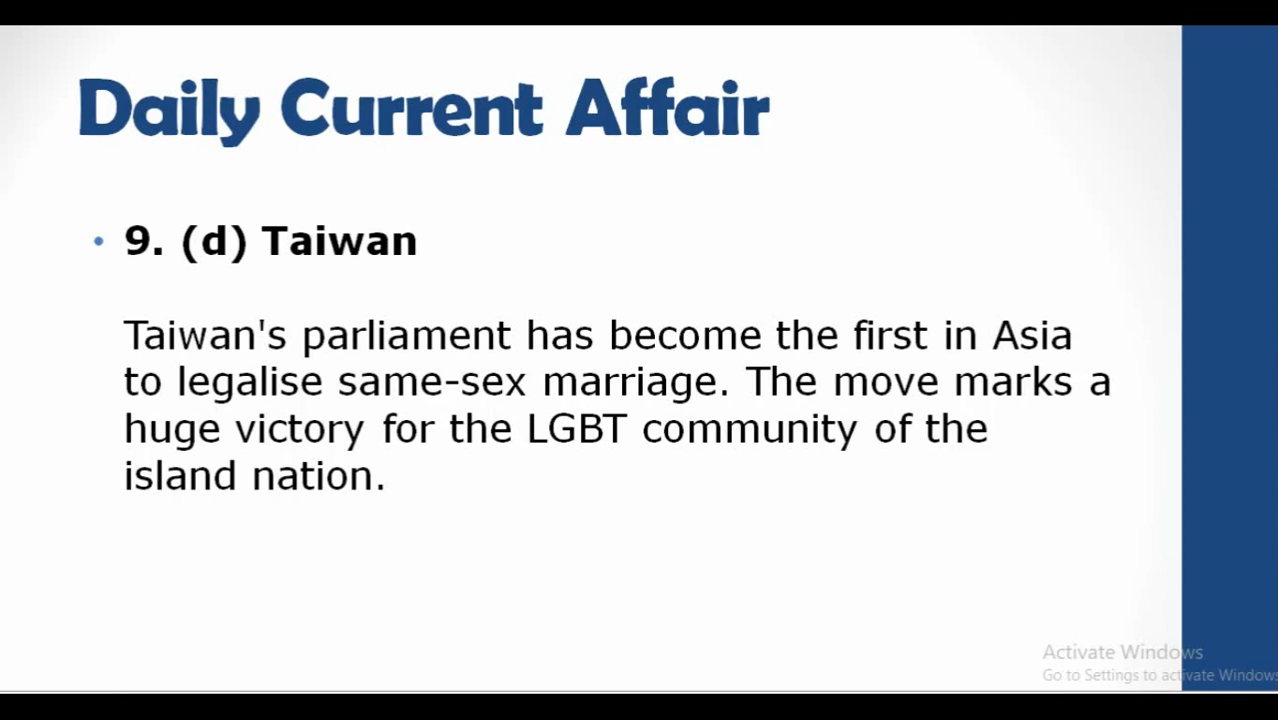 Daily Current Affair
• 9. (d) Taiwan
Taiwan's parliament has become the first in Asia
to legalise same-sex marriage. The move marks a
huge victory for the LGBT community of the
island nation.
Activate Windows
Go to Settings to activate Windows